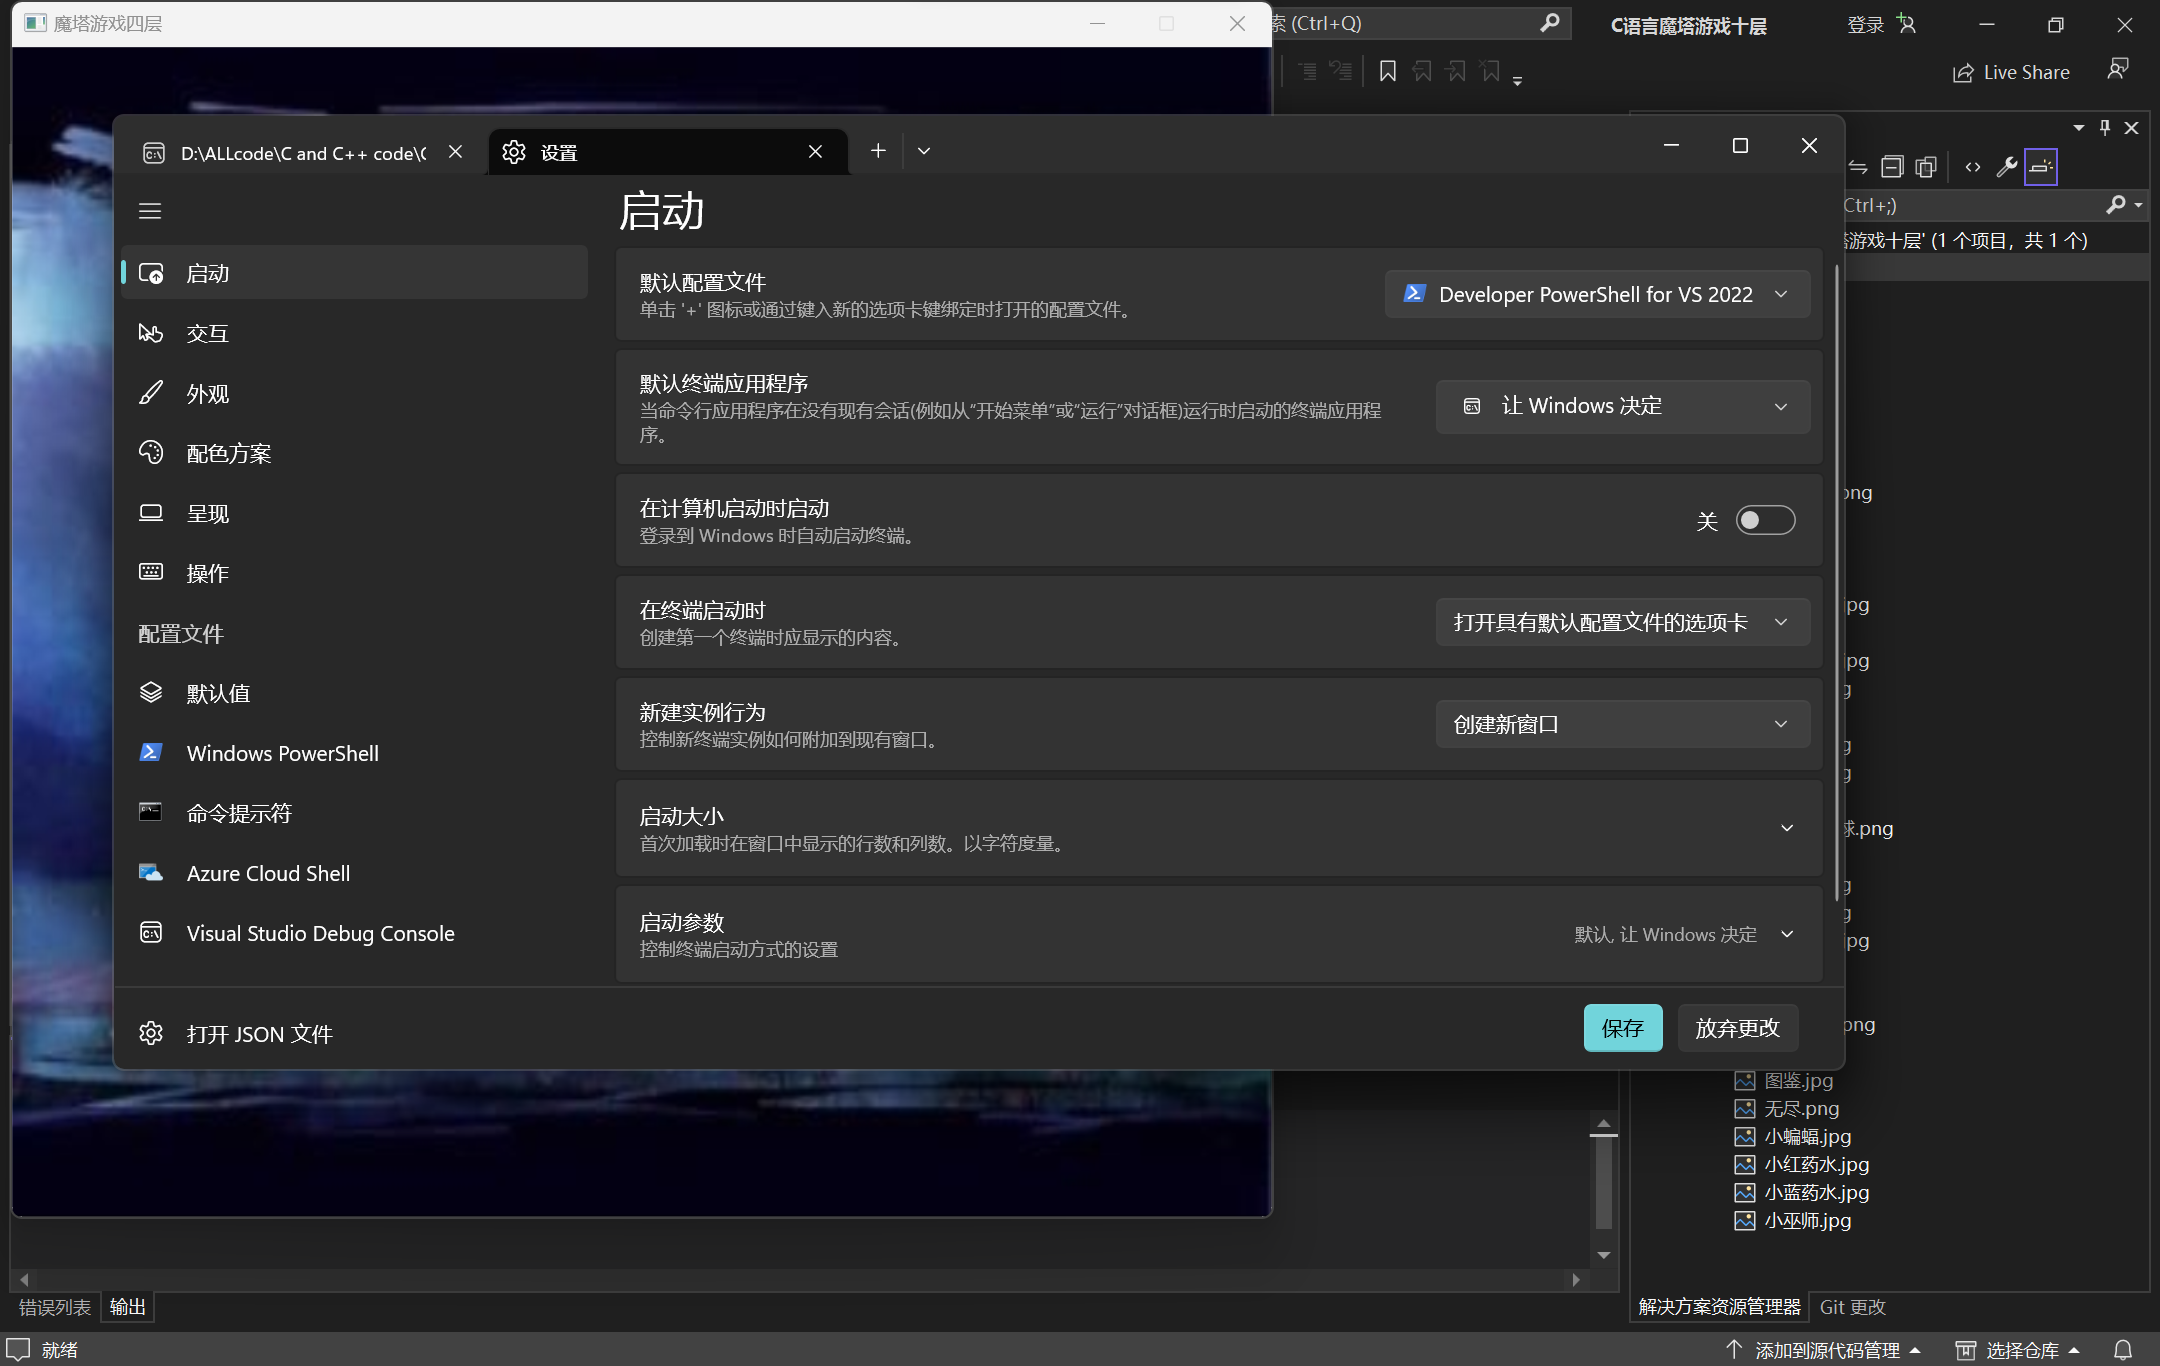 魔塔游戏四层
索 (Ctrl+Q)
C语言魔塔游戏十层
登录
Live Share
D:\ALLcode\C and C++ code\C
设置
Ctrl+;)
塔游戏十层' (1 个项目，共 1 个)
启动
启动
交互
外观
配色方案
呈现
操作
配置文件
默认值
Windows PowerShell
命令提示符
Azure Cloud Shell
Visual Studio Debug Console
打开 JSON 文件
默认配置文件
单击 '+' 图标或通过键入新的选项卡键绑定时打开的配置文件。
Developer PowerShell for VS 2022
默认终端应用程序
当命令行应用程序在没有现有会话(例如从"开始菜单"或"运行"对话框)运行时启动的终端应用程
序。
让 Windows 决定
在计算机启动时启动
登录到 Windows 时自动启动终端。
关
在终端启动时
创建第一个终端时应显示的内容。
打开具有默认配置文件的选项卡
新建实例行为
控制新终端实例如何附加到现有窗口。
创建新窗口
启动大小
首次加载时在窗口中显示的行数和列数。以字符度量。
启动参数
控制终端启动方式的设置
默认, 让 Windows 决定
保存
放弃更改
png
jpg
jpg
g
g
g
球.png
g
g
jpg
png
图鉴.jpg
无尽.png
小蝙蝠.jpg
小红药水.jpg
小蓝药水.jpg
小巫师.jpg
错误列表
输出
解决方案资源管理器
Git 更改
就绪
添加到源代码管理
选择仓库